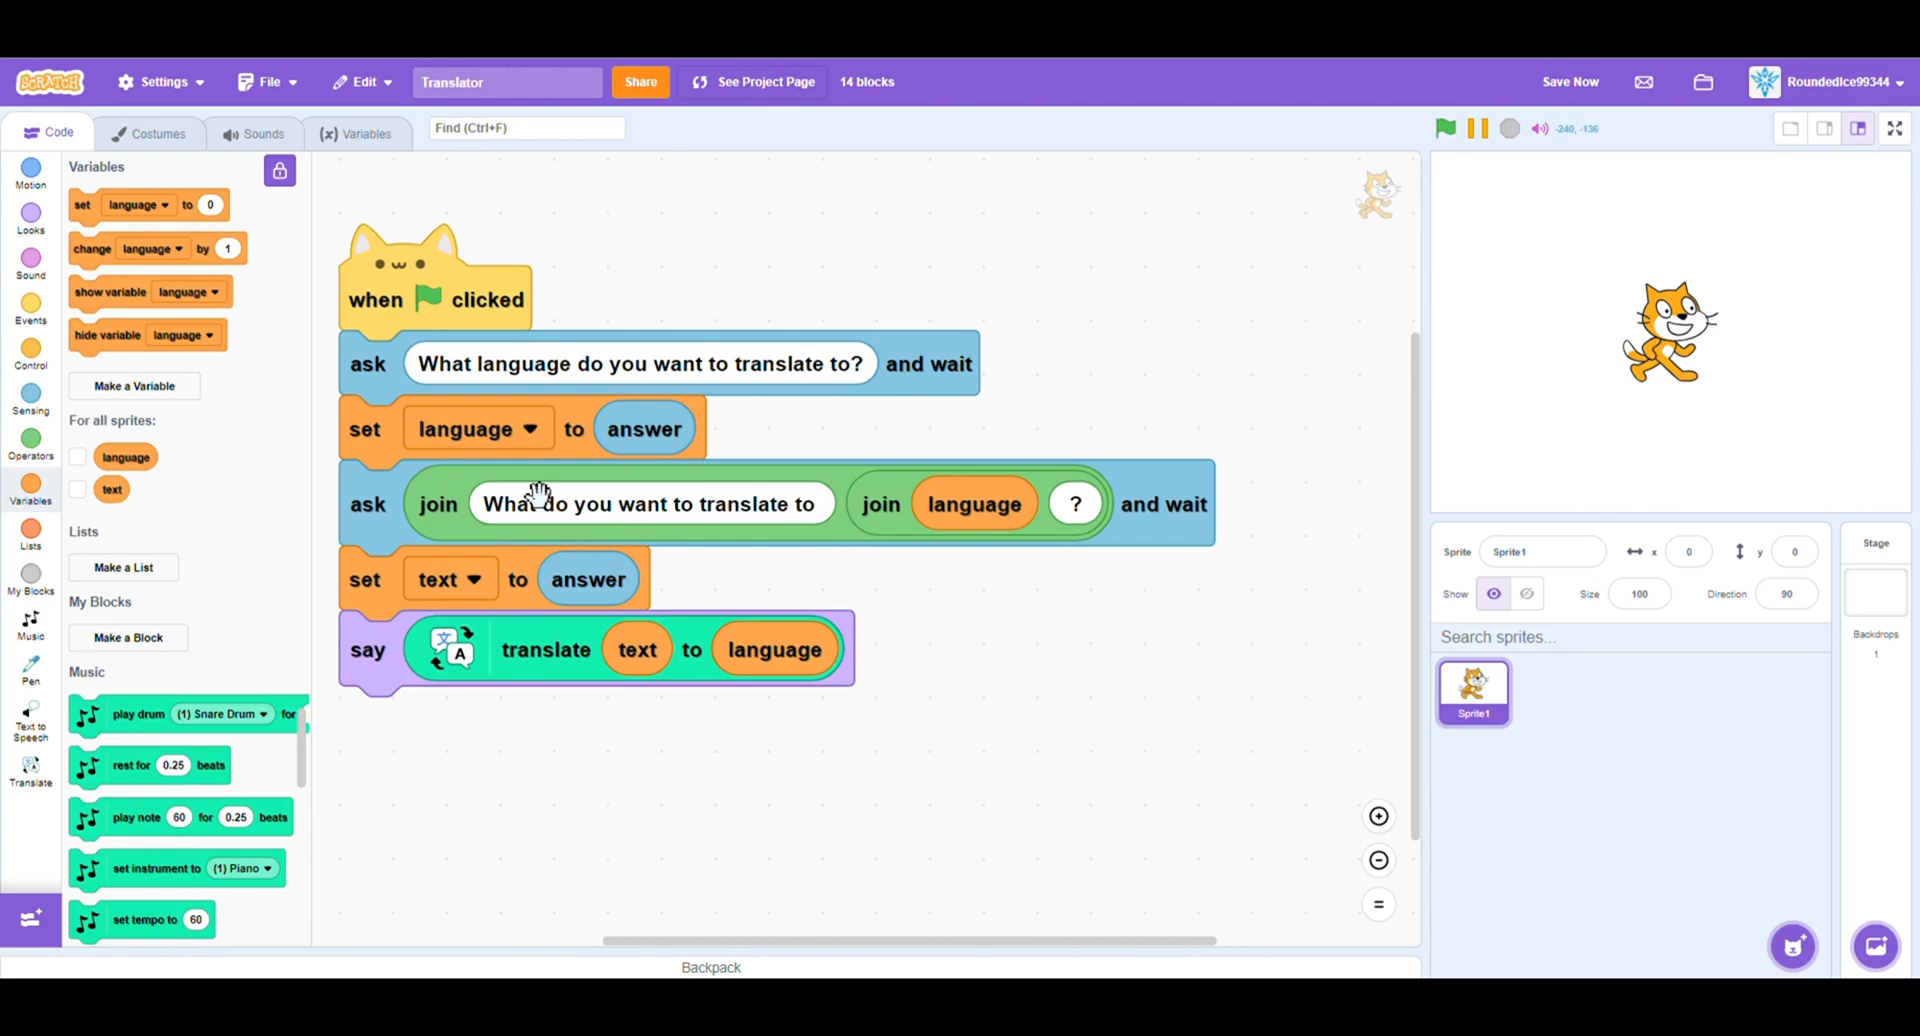 SCRATCH Settings File Edit Translator Share See Project Page 14 blocks Save Now RoundedIce99344
Code Costumes Sounds (x) Variables Find (Ctrl+F) -240, -136
Motion
Looks
Sound
Events
Control
Sensing
Operators
Variables
Lists
My Blocks
Music
Pen
Text to
Speech
Translate
Variables
set language to 0
change language by 1
show variable language
hide variable language
Make a Variable
For all sprites:
language
text
Lists
Make a List
My Blocks
Make a Block
Music
play drum (1) Snare Drum for
rest for 0.25 beats
play note 60 for 0.25 beats
set instrument to (1) Piano
set tempo to 60
when clicked
ask What language do you want to translate to? and wait
set language to answer
ask join What do you want to translate to join language ? and wait
set text to answer
say 文 A translate text to language
Backpack
Sprite Sprite1 x 0 y 0
Show Size 100 Direction 90
Search sprites...
Sprite1
Stage
Backdrops
1